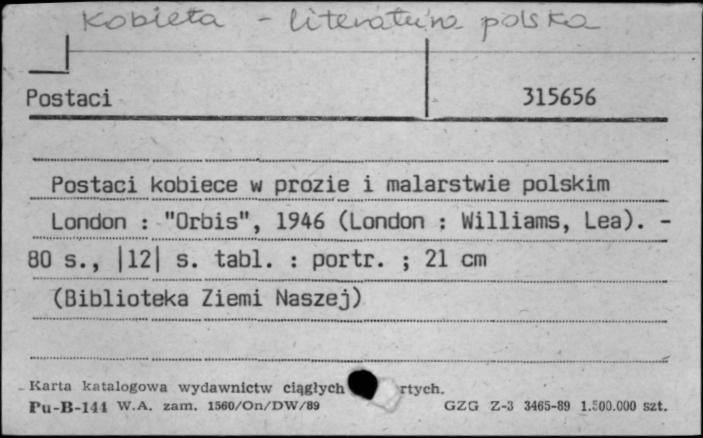 Kobieta - literatura polska
Postaci 315656
Postaci kobiece w prozie i malarstwie polskim
London : "Orbis", 1946 (London : Williams, Lea). -
80 s., |12| s. tabl. : portr. ; 21 cm
(Biblioteka Ziemi Naszej)
Karta katalogowa wydawnictw ciągłych rtych.
Pu-B-144 W.A. zam. 1560/On/DW/89 GZG Z-3 3465-89 1.500.000 szt.